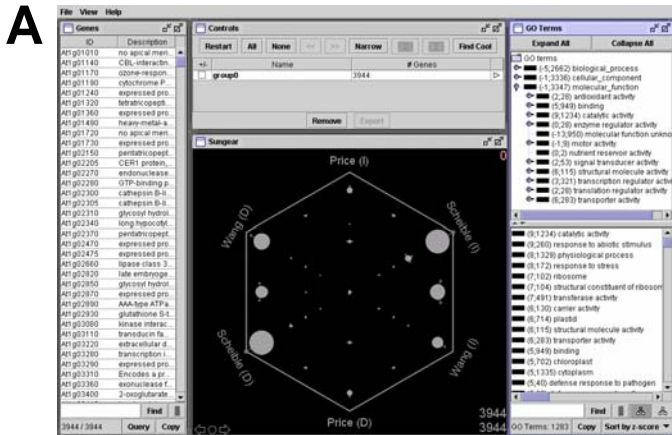 A
File View Help
Genes
ID Description
At1g01010 no apical meri...
At1g01140 CBL-interactin...
At1g01170 ozone-respon...
At1g01190 cytochrome P...
At1g01240 expressed pro...
At1g01320 tetratricopepti...
At1g01360 expressed pro...
At1g01490 heavy-metal-a...
At1g01720 no apical meri...
At1g01730 expressed pro...
At1g02150 pentatricopept...
At1g02205 CER1 protein,...
At1g02270 endonuclease...
At1g02280 GTP-binding p...
At1g02300 cathepsin B-li...
At1g02305 cathepsin B-li...
At1g02310 glycosyl hydrol...
At1g02340 long hypocotyl...
At1g02370 pentatricopept...
At1g02470 expressed pro...
At1g02475 expressed pro...
At1g02660 lipase class 3...
At1g02820 late embryoge...
At1g02850 glycosyl hydrol...
At1g02870 expressed pro...
At1g02890 AAA-type ATPa...
At1g02930 glutathione S-t...
At1g03080 kinase interac...
At1g03110 transducin fa...
At1g03220 extracellular d...
At1g03280 transcription i...
At1g03290 expressed pro...
At1g03310 Encodes a pr...
At1g03360 exonuclease f...
At1g03400 2-oxoglutarate...
Find
3944 / 3944 Query Copy
Controls
Restart All None << >> Narrow Find Cool
+/- Name # Genes
group0 3944
Remove Export
Sungear
0
Price (I)
Wang (D) Scheible (I)
Scheible (D) Wang (I)
Price (D)
3944
3944
GO Terms
Expand All Collapse All
GO terms
(-5;2662) biological_process
(-1;3336) cellular_component
(-1;3347) molecular_function
(2;28) antioxidant activity
(5;949) binding
(9;1234) catalytic activity
(0;28) enzyme regulator activity
(-13;950) molecular function unkno
(-1;9) motor activity
(0;2) nutrient reservoir activity
(2;53) signal transducer activity
(6;115) structural molecule activity
(3;321) transcription regulator activ
(2;28) translation regulator activity
(6;283) transporter activity
(9;1234) catalytic activity
(9;260) response to abiotic stimulus
(8;1329) physiological process
(8;172) response to stress
(7;102) ribosome
(7;104) structural constituent of ribosom
(7;491) transferase activity
(6;130) carrier activity
(6;714) plastid
(6;115) structural molecule activity
(6;283) transporter activity
(5;949) binding
(5;702) chloroplast
(5;1335) cytoplasm
(5;40) defense response to pathogen
Find
GO Terms: 1283 Copy Sort by z-score